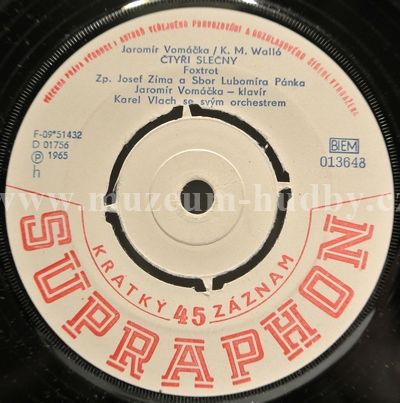 VŠECHNA PRÁVA VÝROBCE I AUTORŮ VEŘEJNÉHO PROVOZOVÁNÍ A ROZHLASOVÉHO ŠÍŘENÍ VYHRAZENA
Jaromír Vomáčka / K. M. Walló
ČTYŘI SLEČNY
Foxtrot
Zp. Josef Zíma a Sbor Lubomíra Pánka
Jaromír Vomáčka – klavír
Karel Vlach se svým orchestrem
F-09*51432
D 01756
Ⓟ 1965
h
BIEM
013648
www.muzeum-hudby.cz
KRÁTKÝ 45 ZÁZNAM
SUPRAPHON